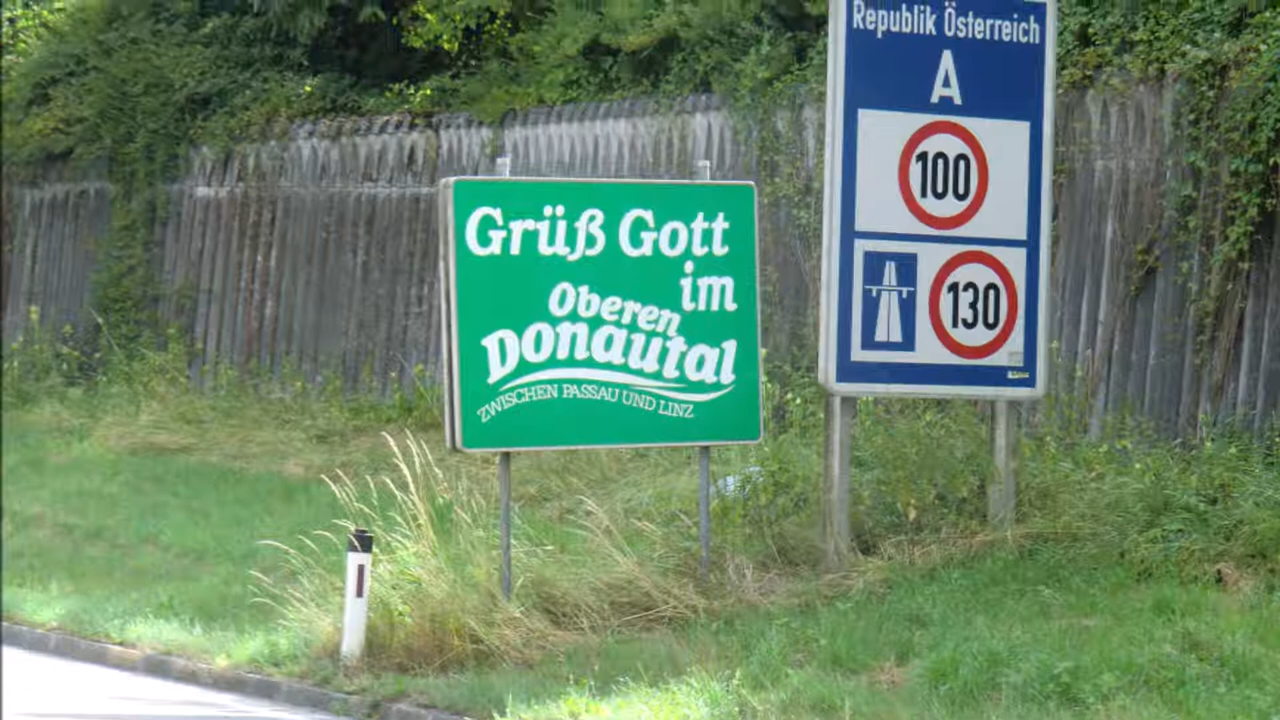 Grüß Gott
im
Oberen
Donautal
ZWISCHEN PASSAU UND LINZ
Republik Österreich
A
100
130